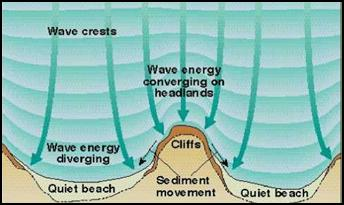 Wave crests
Wave energy
converging on
headlands
Wave energy
diverging
Cliffs
Quiet beach
Sediment
movement
Quiet beach